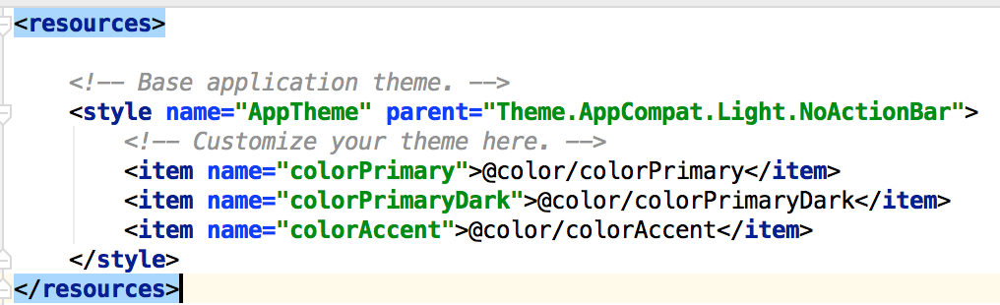 <resources>
<!-- Base application theme. -->
<style name="AppTheme" parent="Theme.AppCompat.Light.NoActionBar">
<!-- Customize your theme here. -->
<item name="colorPrimary">@color/colorPrimary</item>
<item name="colorPrimaryDark">@color/colorPrimaryDark</item>
<item name="colorAccent">@color/colorAccent</item>
</style>
</resources>